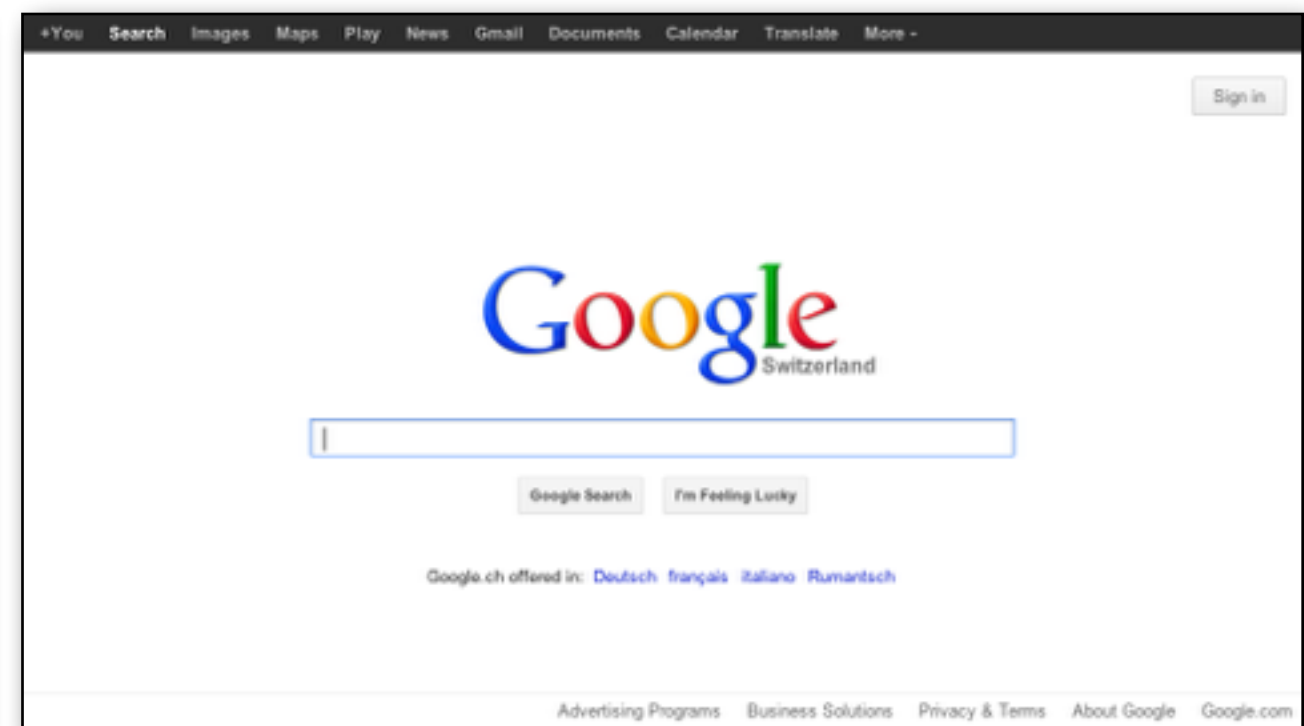 +You Search Images Maps Play News Gmail Documents Calendar Translate More
Sign in
Google
Switzerland
Google Search I'm Feeling Lucky
Google.ch offered in: Deutsch français italiano Rumantsch
Advertising Programs Business Solutions Privacy & Terms About Google Google.com